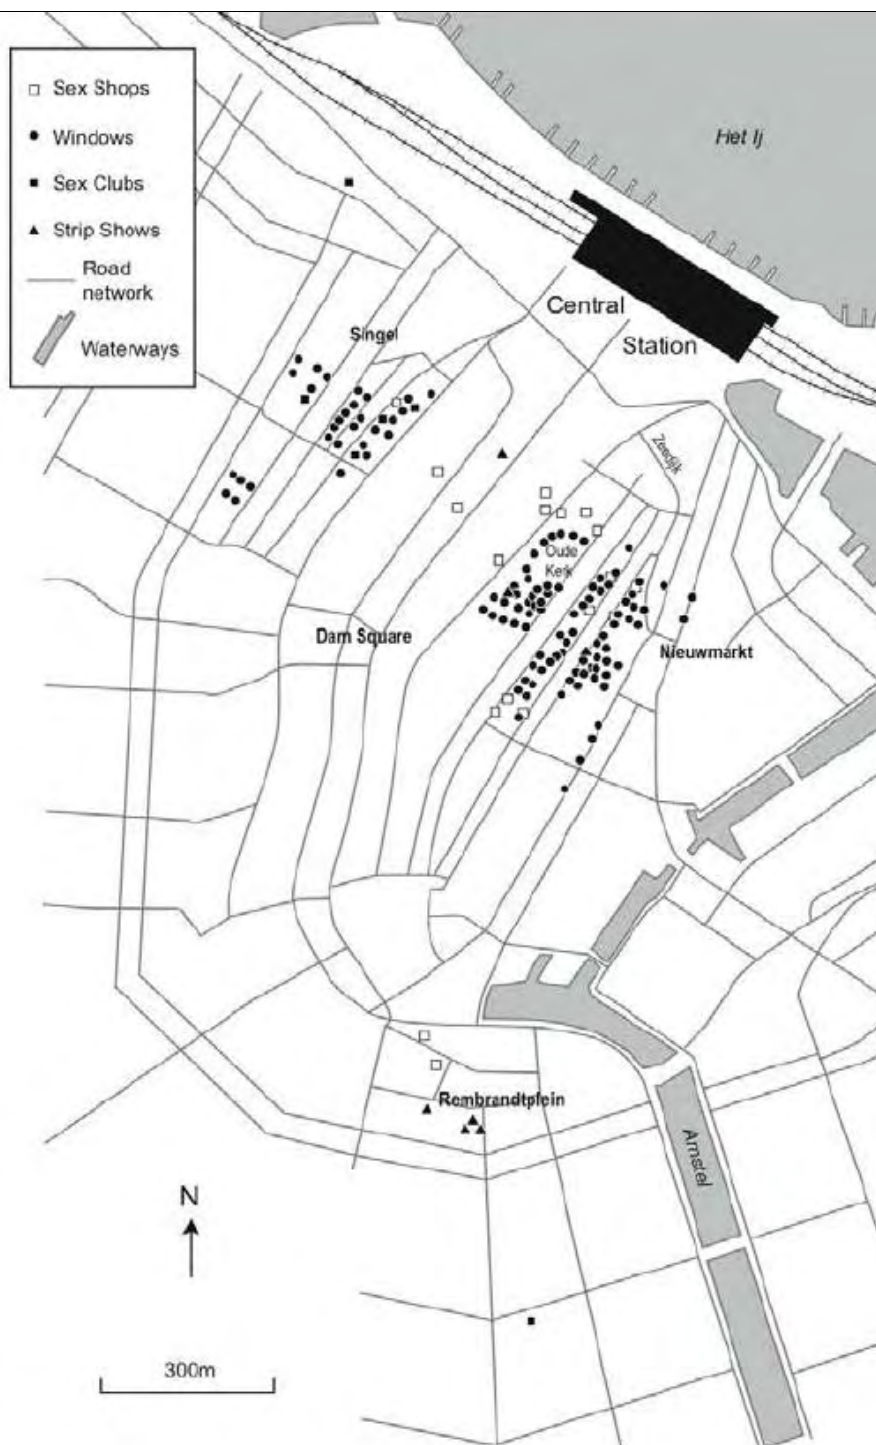 Sex Shops
Windows
Sex Clubs
Strip Shows
Road
network
Waterways
Het Ij
Central
Station
Singel
Zeedijk
Oude
Kerk
Dam Square
Nieuwmarkt
Rembrandtplein
Amstel
N
300m